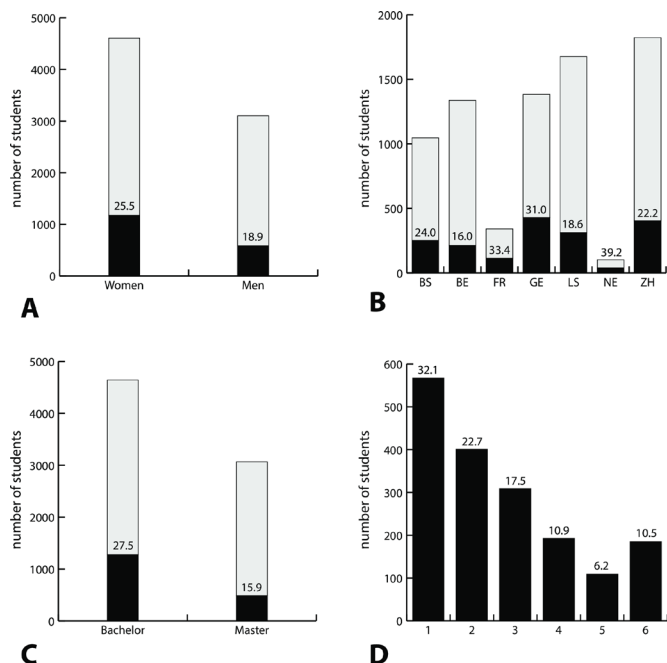 5000
4000
3000
2000
1000
0
number of students
25.5
18.9
Women
Men
A
2000
1500
1000
500
0
number of students
24.0
16.0
33.4
31.0
18.6
39.2
22.2
BS
BE
FR
GE
LS
NE
ZH
B
5000
4000
3000
2000
1000
0
number of students
27.5
15.9
Bachelor
Master
C
600
500
400
300
200
100
0
number of students
32.1
22.7
17.5
10.9
6.2
10.5
1
2
3
4
5
6
D